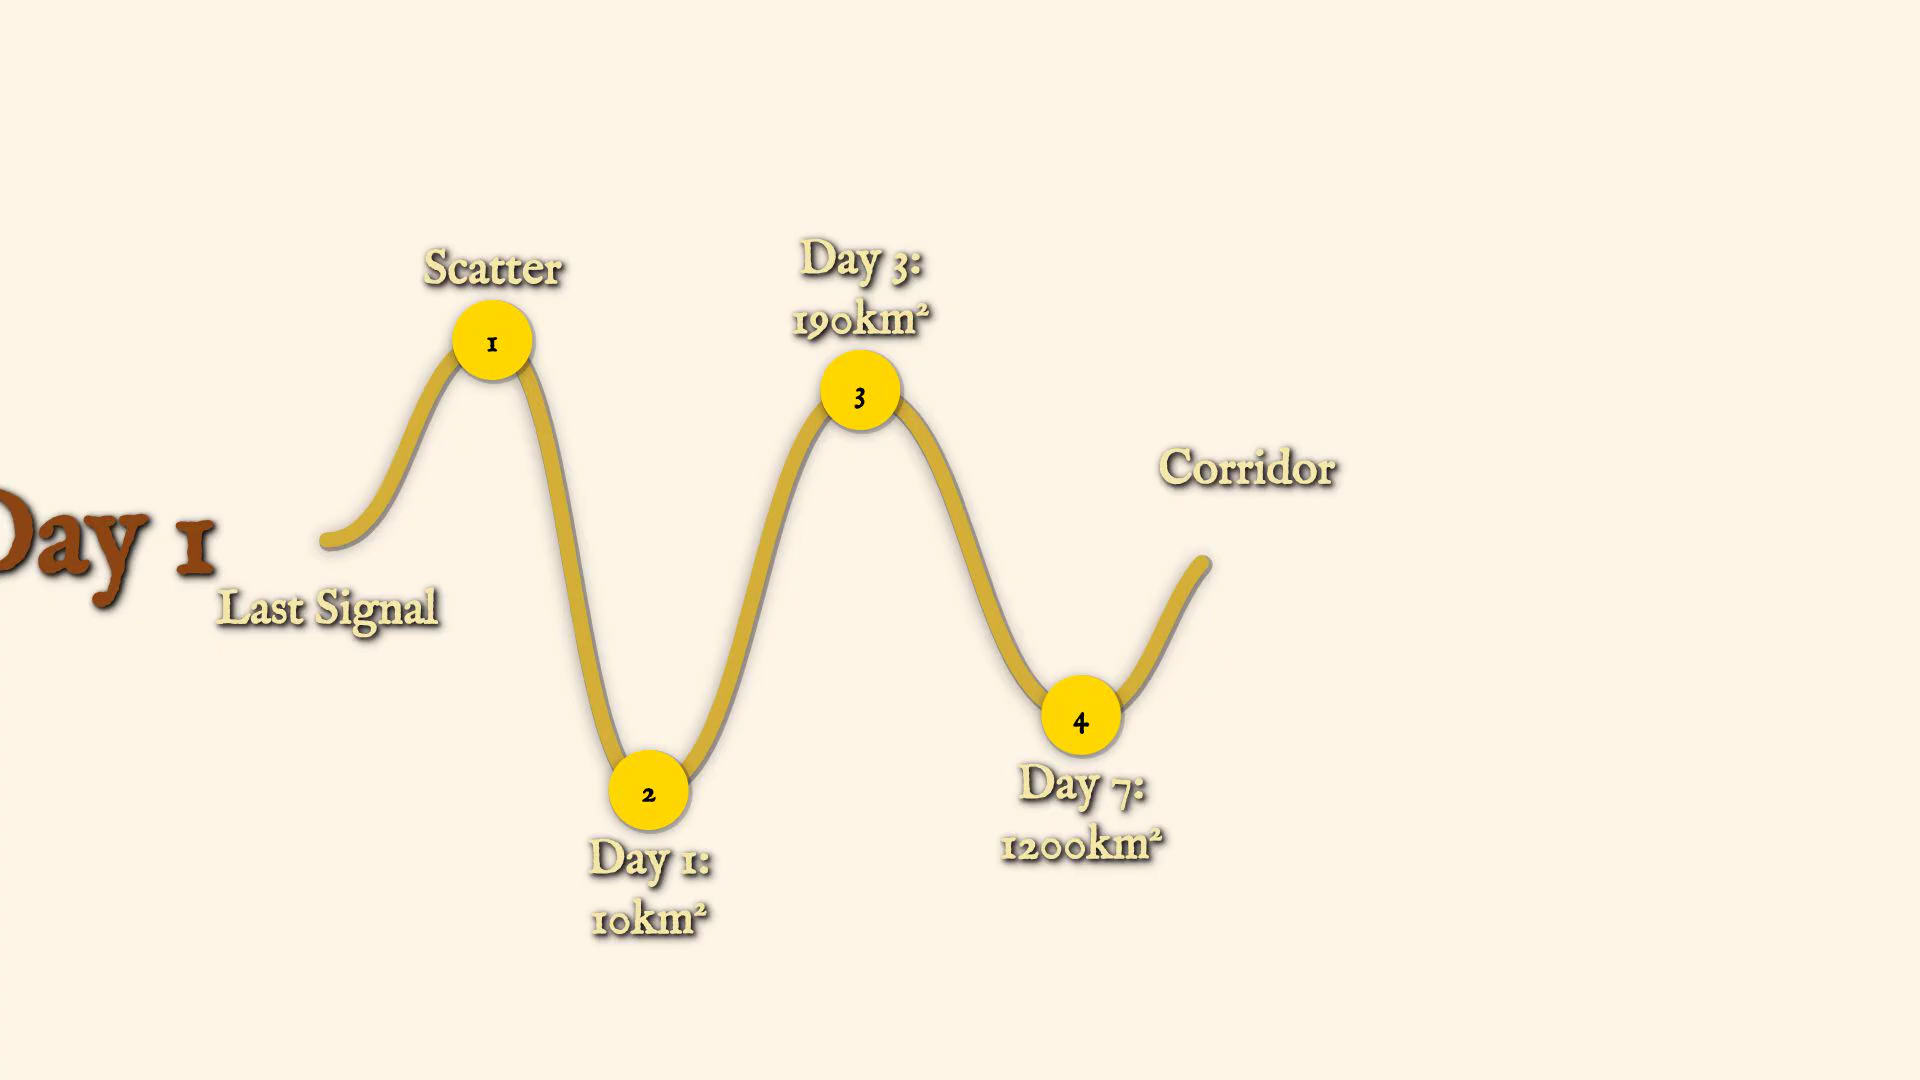 Day 1
Last Signal
Scatter
1
2
Day 1:
10km²
Day 3:
190km²
3
4
Day 7:
1200km²
Corridor